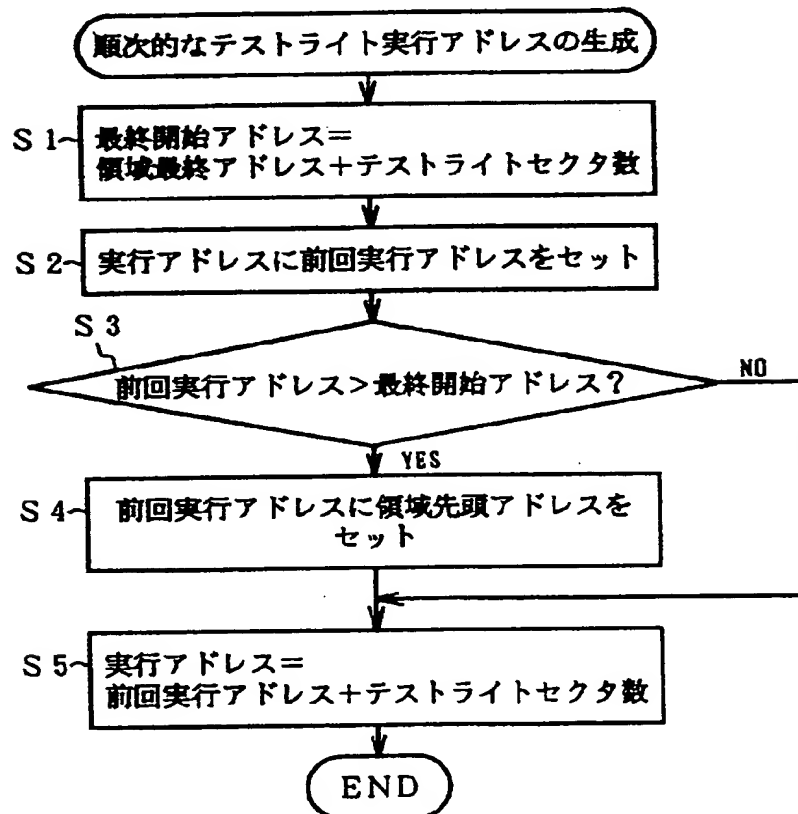 順次的なテストライト実行アドレスの生成
S 1
最終開始アドレス＝
領域最終アドレス＋テストライトセクタ数
S 2
実行アドレスに前回実行アドレスをセット
S 3
前回実行アドレス＞最終開始アドレス？
NO
YES
S 4
前回実行アドレスに領域先頭アドレスを
セット
S 5
実行アドレス＝
前回実行アドレス＋テストライトセクタ数
END